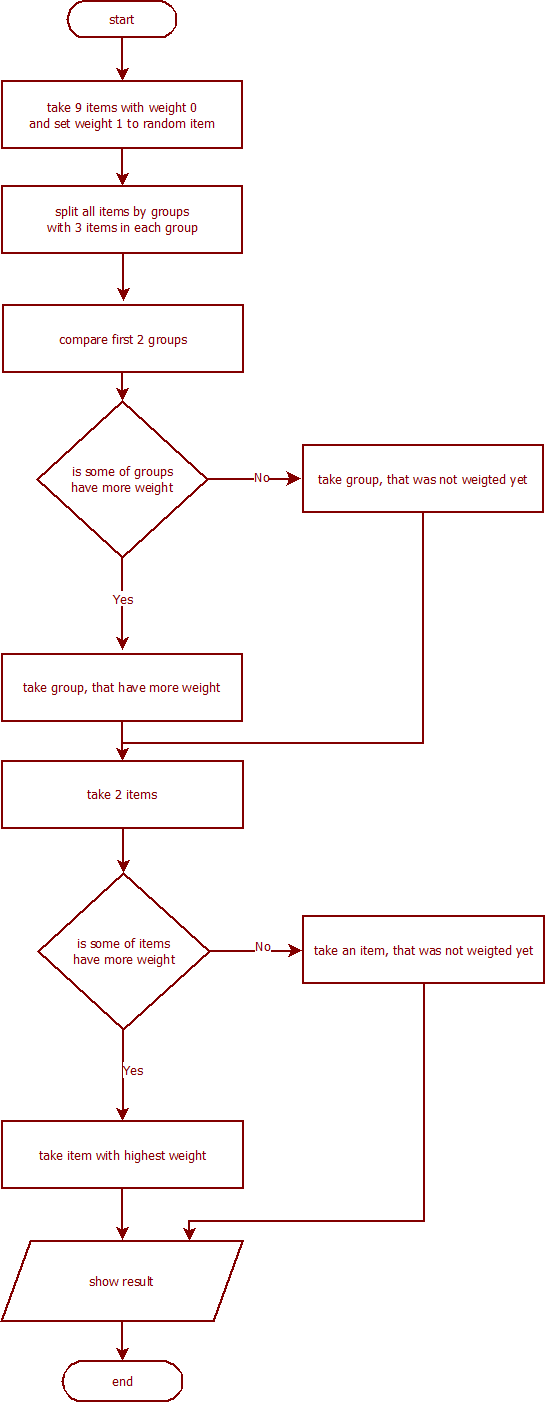 start
take 9 items with weight 0
and set weight 1 to random item
split all items by groups
with 3 items in each group
compare first 2 groups
is some of groups
have more weight
No
take group, that was not weigted yet
Yes
take group, that have more weight
take 2 items
is some of items
have more weight
No
take an item, that was not weigted yet
Yes
take item with highest weight
show result
end